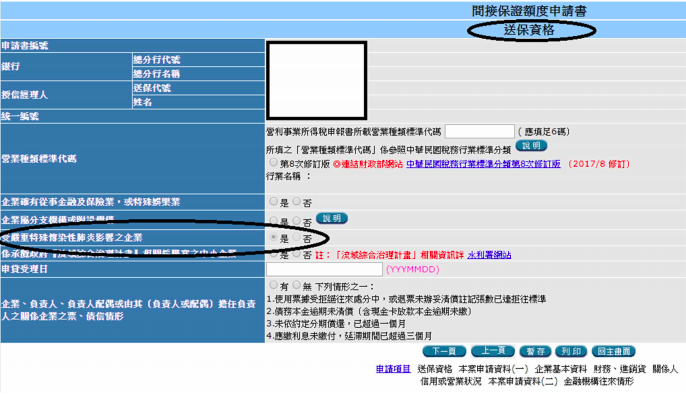 間接保證額度申請書
送保資格
申請書編號
銀行
總分行代號
總分行名稱
授信經理人
送保代號
姓名
統一編號
營業種類標準代碼
營利事業所得稅申報書所載營業種類標準代碼 ( 應填足6碼)
所填之「營業種類標準代碼」係參照中華民國稅務行業標準分類 說明
第8次修訂版 ◎連結財政部網站 中華民國稅務行業標準分類第8次修訂版 (2017/8 修訂)
行業名稱 :
企業確有從事金融及保險業，或特殊娛樂業 是 否
企業屬分支機構或附設機構 是 否 說明
受嚴重特殊傳染性肺炎影響之企業 是 否
係承攬政府「流域綜合治理計畫」相關 是 否 註：「流域綜合治理計畫」相關資訊詳 水利署網站
申貸受理日 (YYYMMDD)
企業、負責人、負責人配偶或由其（負責人或配偶）擔任負責人之關係企業之票、債信情形
有 無 下列情形之一：
1.使用票據受拒絕往來處分中，或退票未辦妥清償註記張數已達拒往標準
2.債務本金逾期未清償（含現金卡放款本金逾期未繳）
3.未依約定分期償還，已超過一個月
4.應繳利息未繳付，延滯期間已超過三個月
下一頁 上一頁 暫存 列印 回主畫面
申請項目 送保資格 本案申請資料(一) 企業基本資料 財務、進銷貨 關係人
信用或營業狀況 本案申請資料(二) 金融機構往來情形